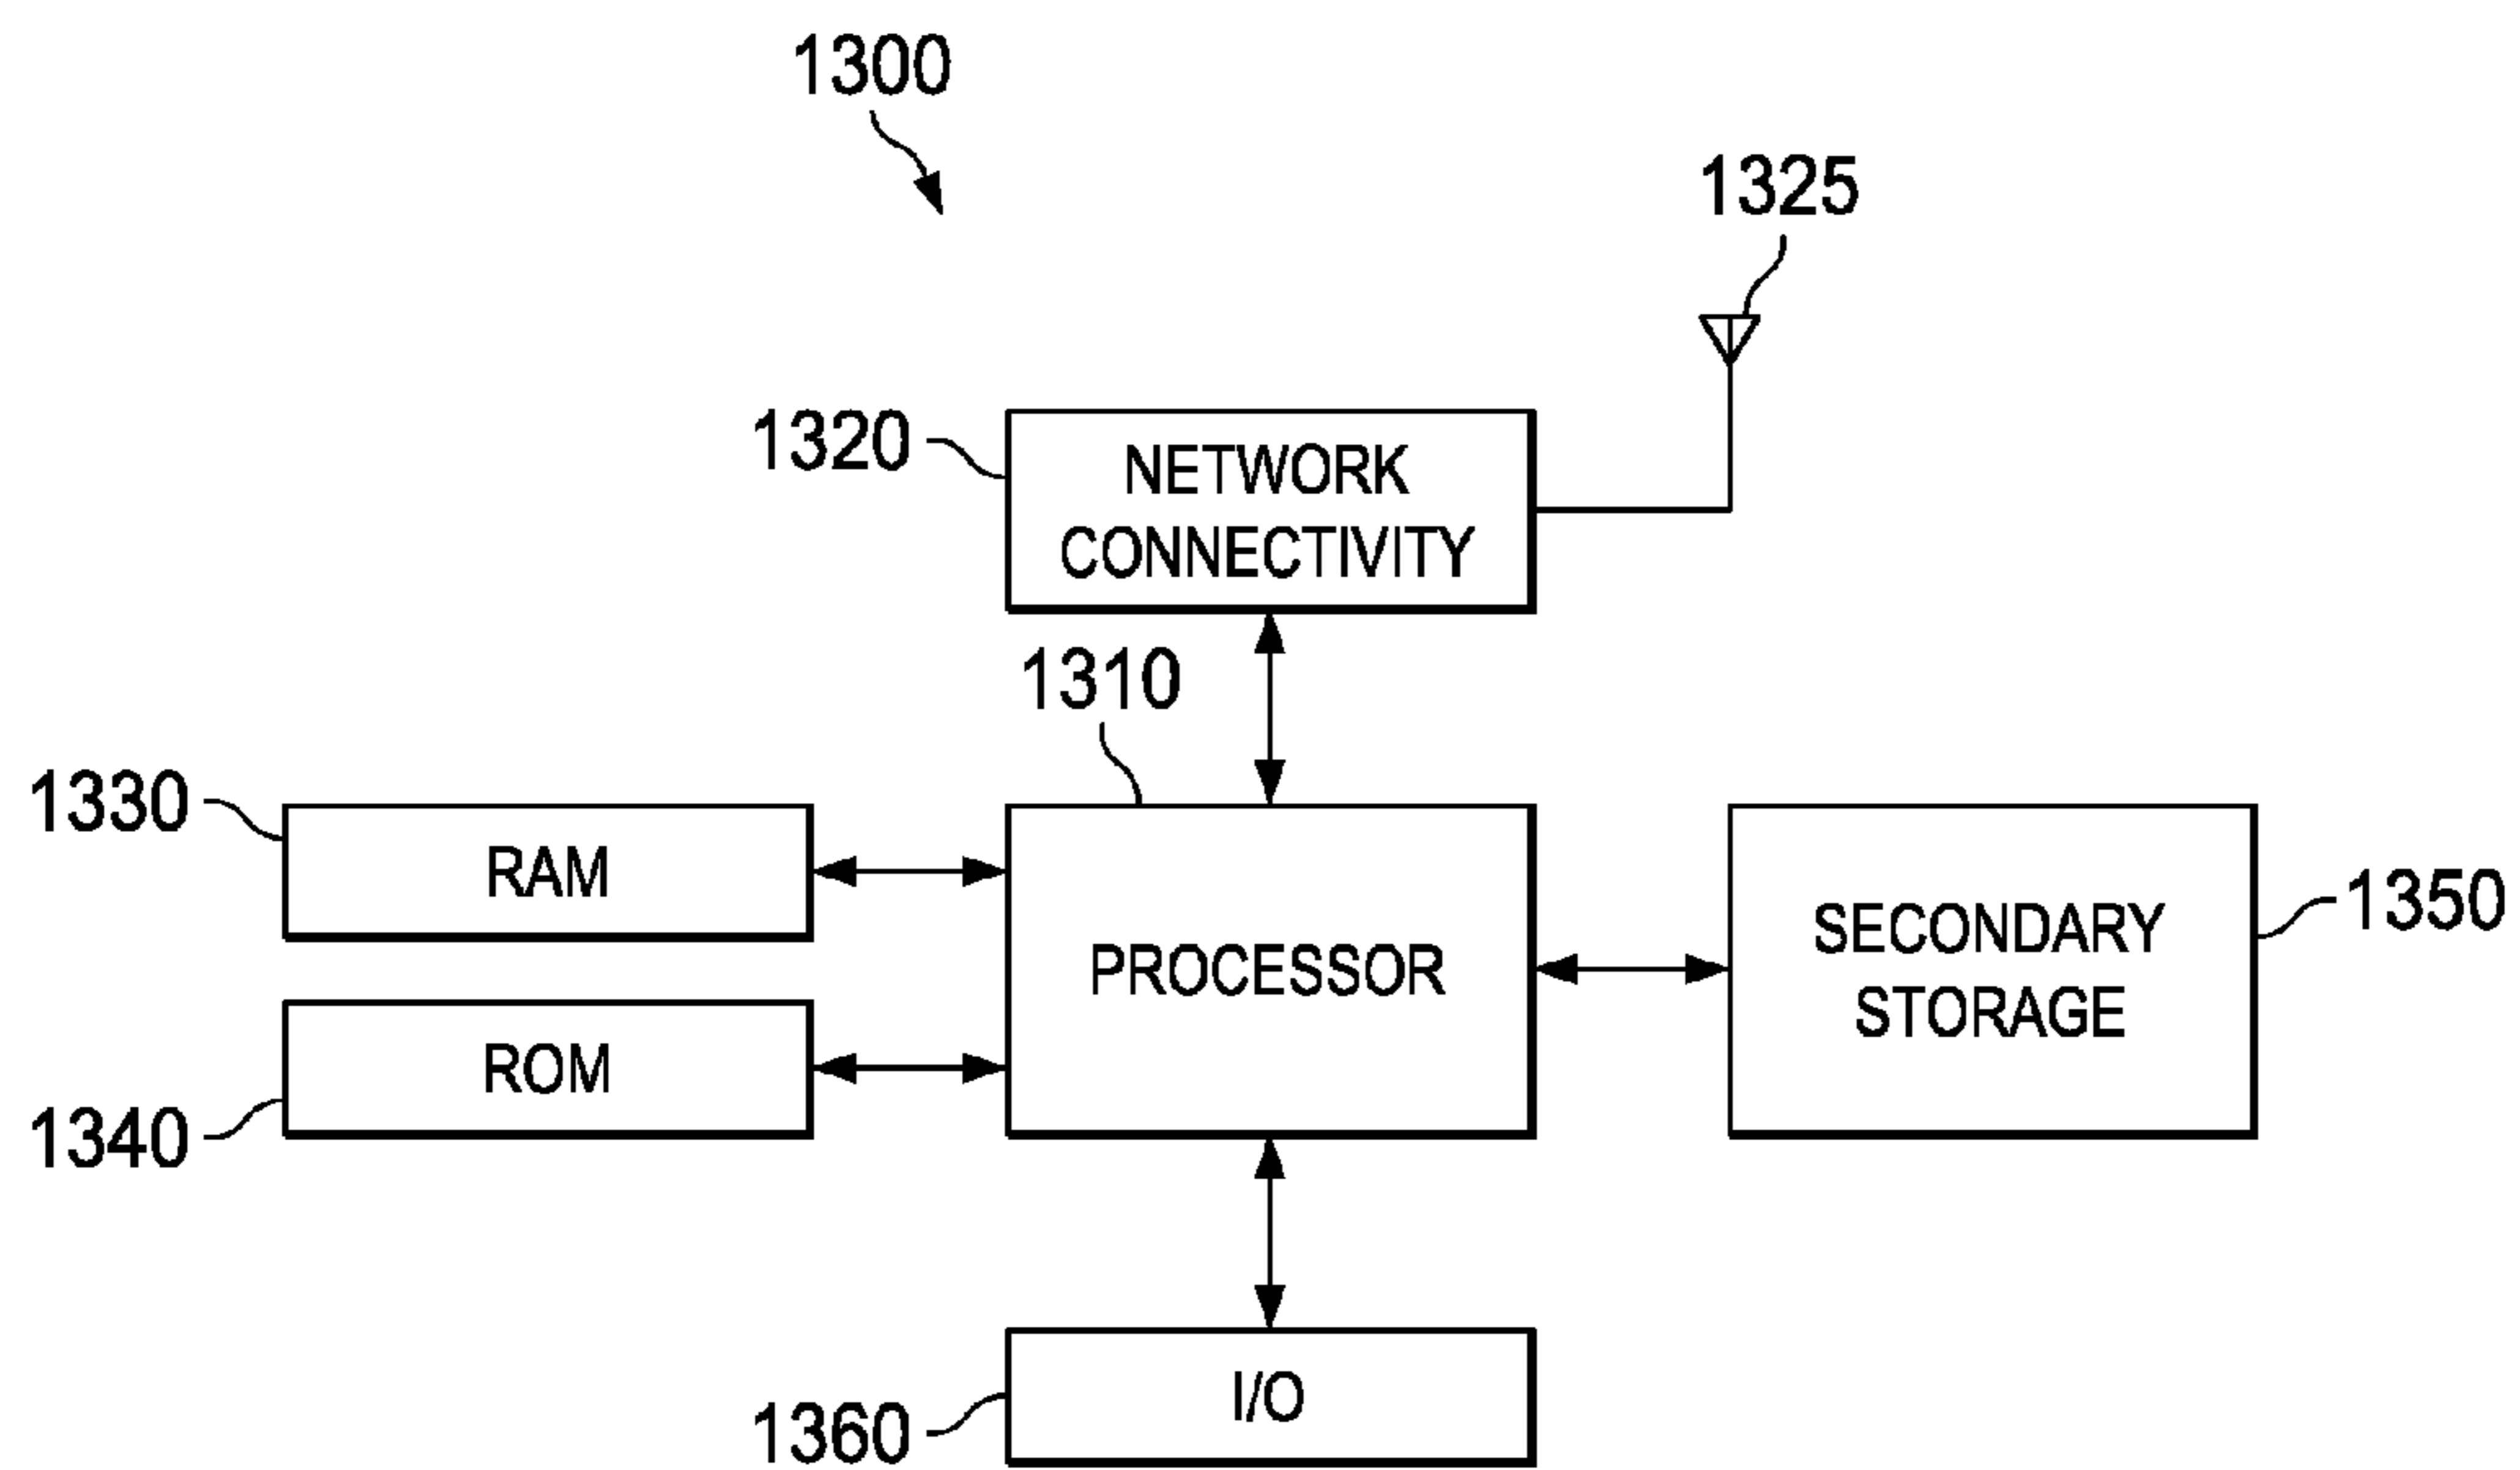 1300
1325
1320
NETWORK
CONNECTIVITY
1310
1330
RAM
PROCESSOR
SECONDARY
STORAGE
1350
ROM
1340
I/O
1360